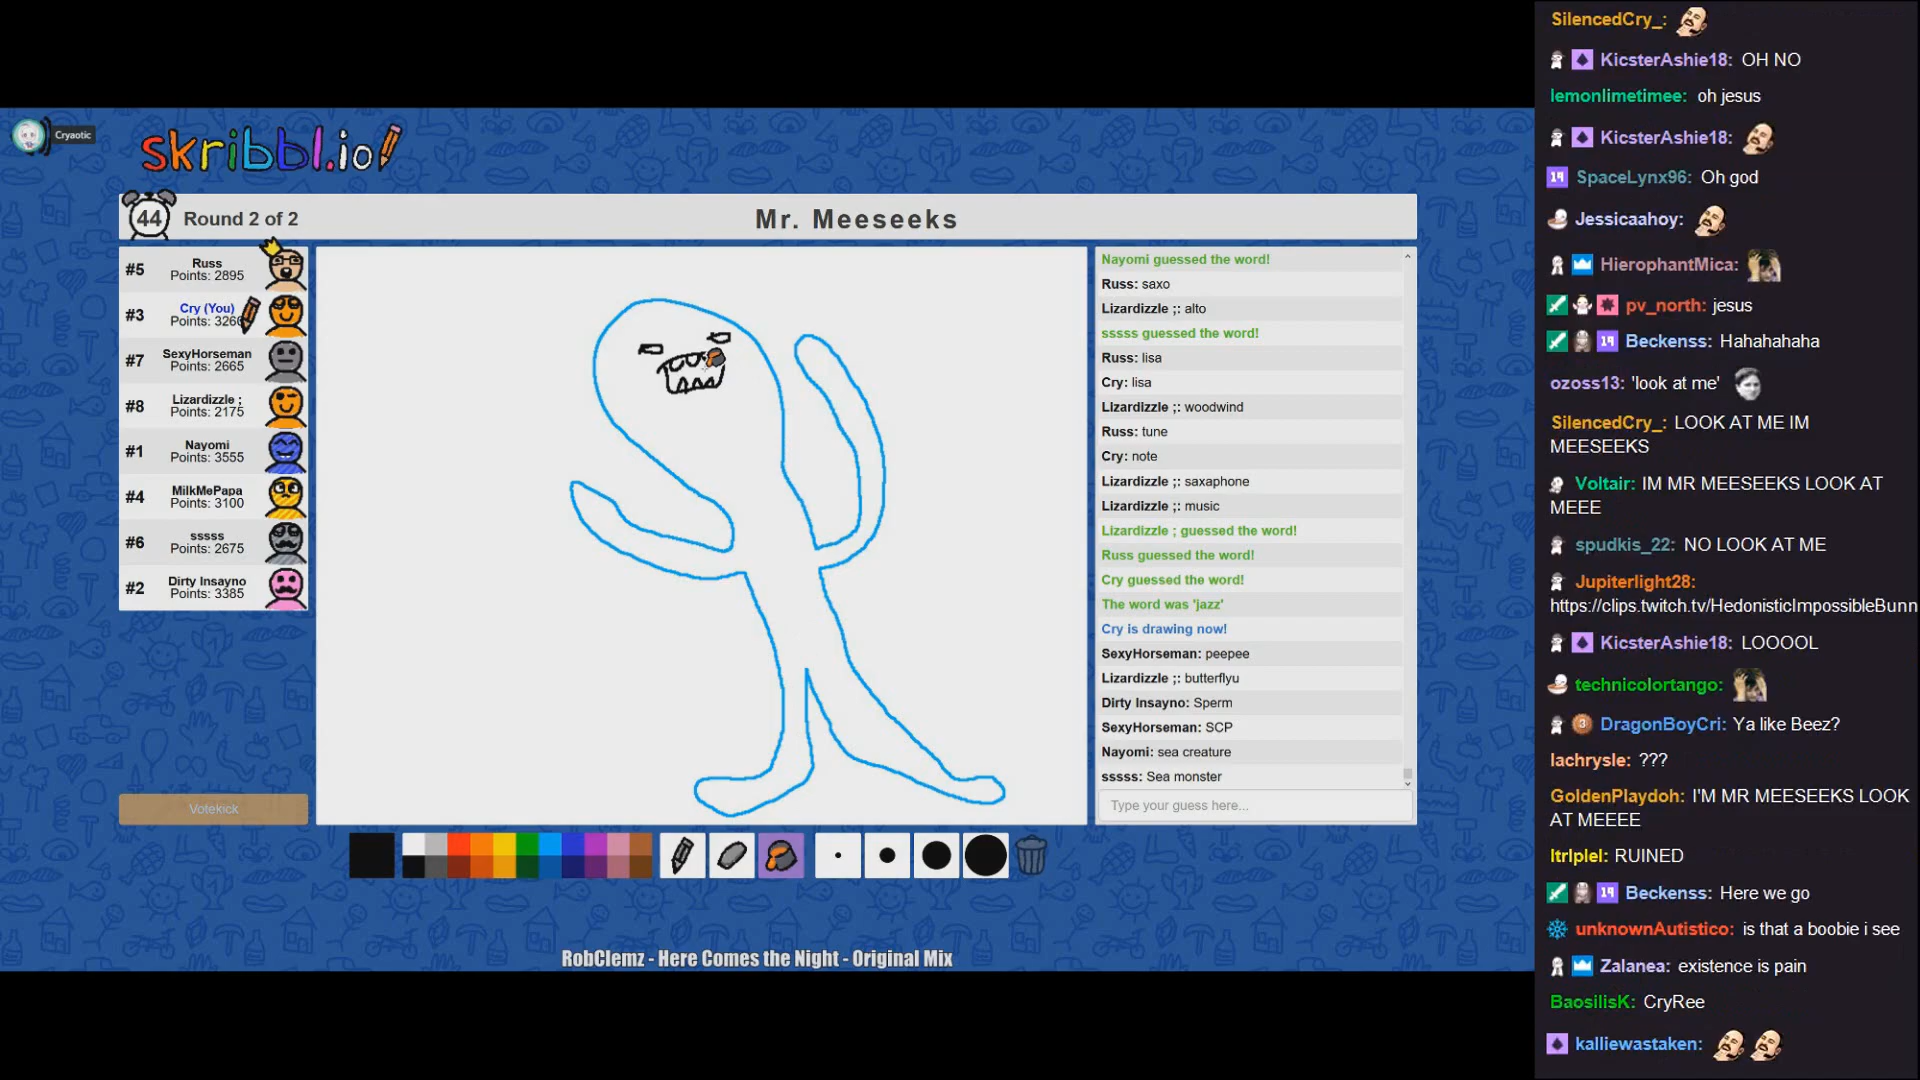 Cryaotic
skribbl.io
44
Round 2 of 2
Mr. Meeseeks
#5
Russ
Points: 2895
#3
Cry (You)
Points: 3260
#7
SexyHorseman
Points: 2665
#8
Lizardizzle ;
Points: 2175
#1
Nayomi
Points: 3555
#4
MilkMePapa
Points: 3100
#6
sssss
Points: 2675
#2
Dirty Insayno
Points: 3385
Votekick
Nayomi guessed the word!
Russ: saxo
Lizardizzle ;: alto
sssss guessed the word!
Russ: lisa
Cry: lisa
Lizardizzle ;: woodwind
Russ: tune
Cry: note
Lizardizzle ;: saxaphone
Lizardizzle ;: music
Lizardizzle ; guessed the word!
Russ guessed the word!
Cry guessed the word!
The word was 'jazz'
Cry is drawing now!
SexyHorseman: peepee
Lizardizzle ;: butterflyu
Dirty Insayno: Sperm
SexyHorseman: SCP
Nayomi: sea creature
sssss: Sea monster
Type your guess here...
RobClemz - Here Comes the Night - Original Mix
SilencedCry_:
KicsterAshie18: OH NO
lemonlimetimee: oh jesus
KicsterAshie18:
19 SpaceLynx96: Oh god
Jessicaahoy:
HierophantMica:
pv_north: jesus
19 Beckenss: Hahahahaha
ozoss13: 'look at me'
SilencedCry_: LOOK AT ME IM
MEESEEKS
Voltair: IM MR MEESEEKS LOOK AT
MEEE
spudkis_22: NO LOOK AT ME
Jupiterlight28:
https://clips.twitch.tv/HedonisticImpossibleBunn
KicsterAshie18: LOOOOL
technicolortango:
3 DragonBoyCri: Ya like Beez?
lachrysle: ???
GoldenPlaydoh: I'M MR MEESEEKS LOOK
AT MEEEE
ltrlplel: RUINED
19 Beckenss: Here we go
unknownAutistico: is that a boobie i see
Zalanea: existence is pain
BaosilisK: CryRee
kalliewastaken: